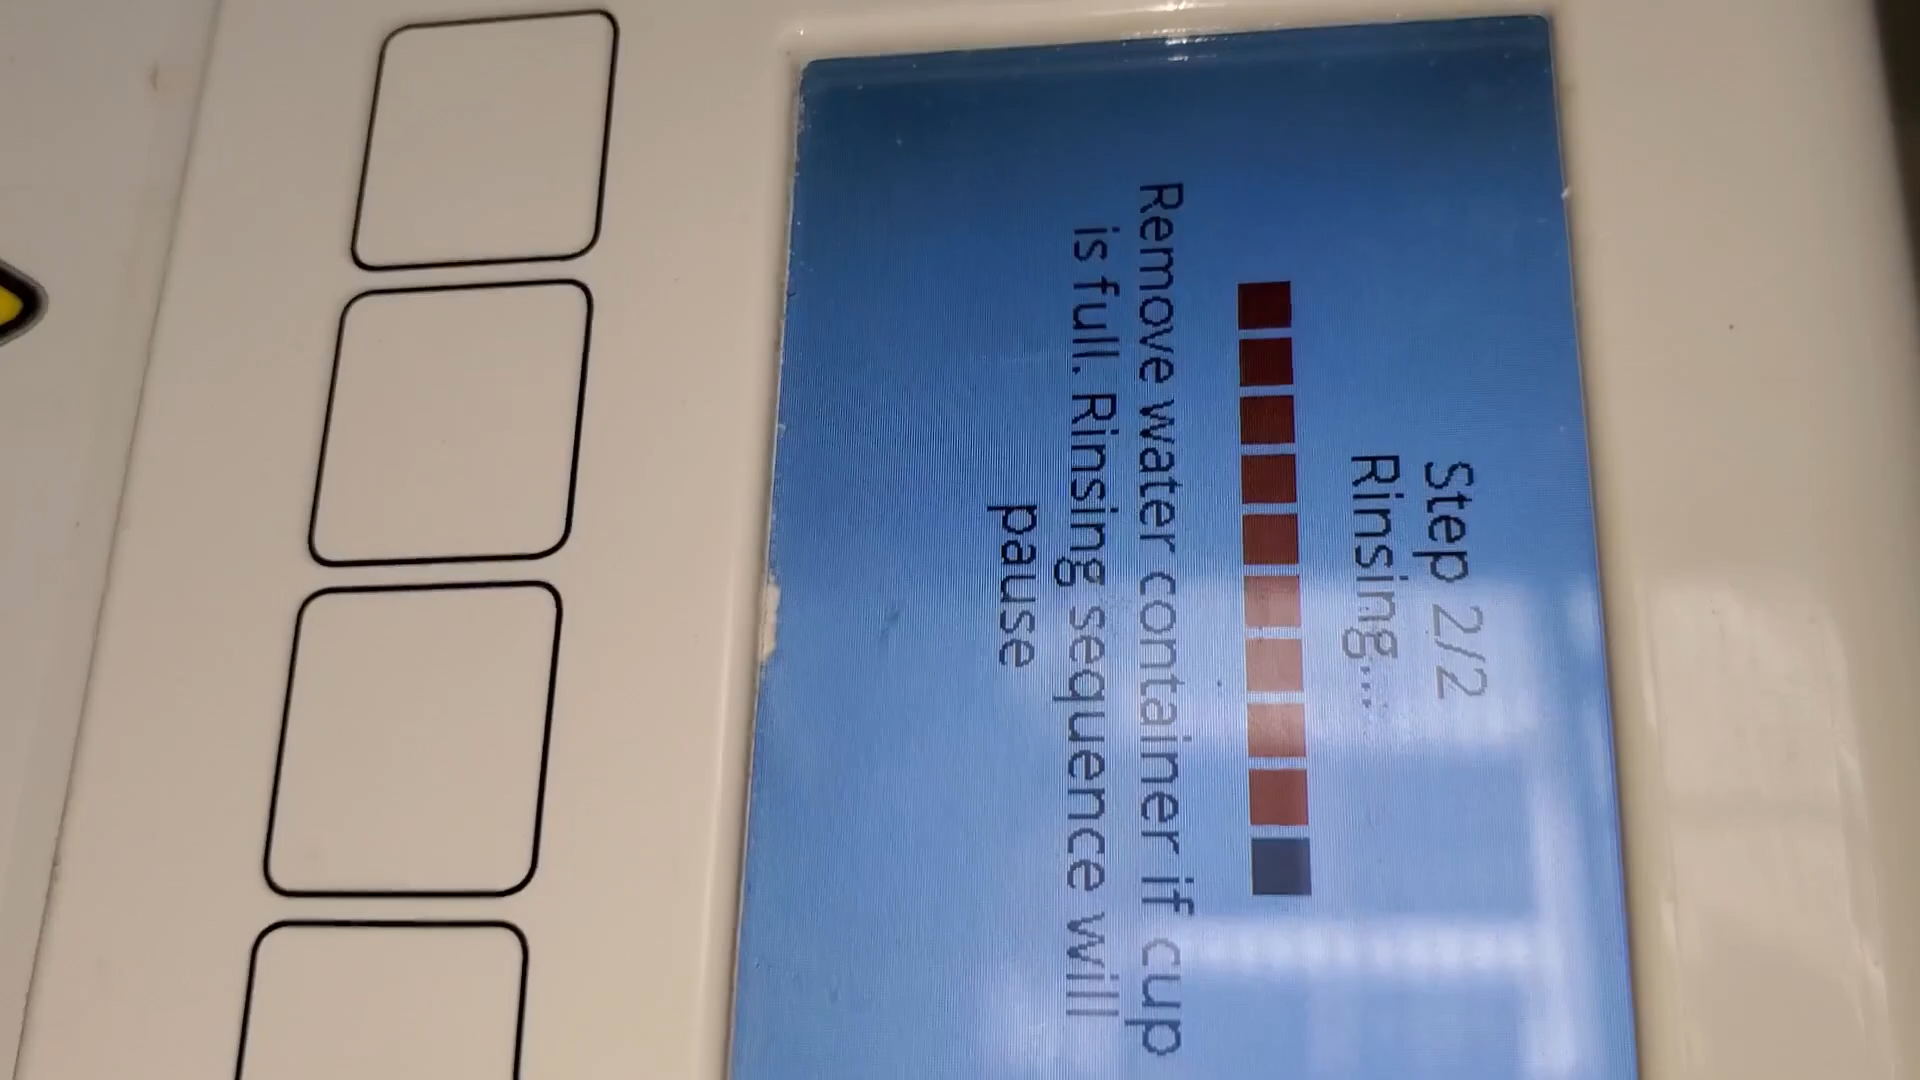 Step 2/2
Rinsing...
Remove water container if cup
is full. Rinsing sequence will
pause